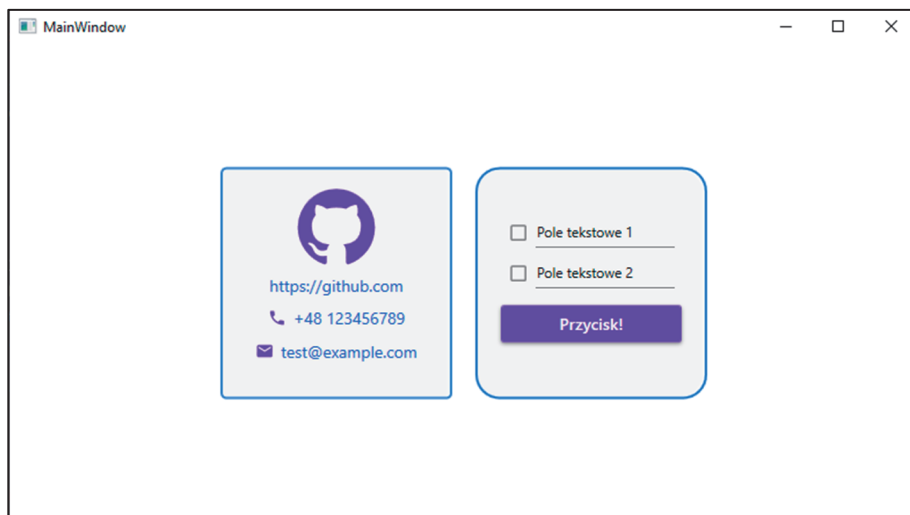 MainWindow
https://github.com
+48 123456789
test@example.com
Pole tekstowe 1
Pole tekstowe 2
Przycisk!